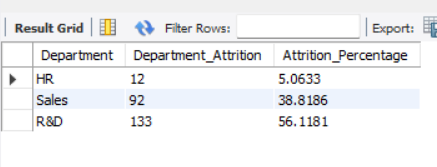 Result Grid Filter Rows: Export:
Department Department_Attrition Attrition_Percentage
HR 12 5.0633
Sales 92 38.8186
R&D 133 56.1181